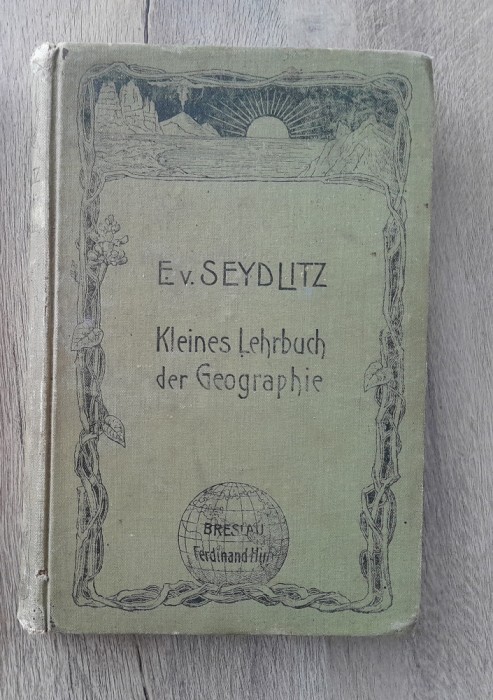 E. v. SEYDLITZ
Kleines Lehrbuch
der Geographie
BRESLAU
Ferdinand Hirt